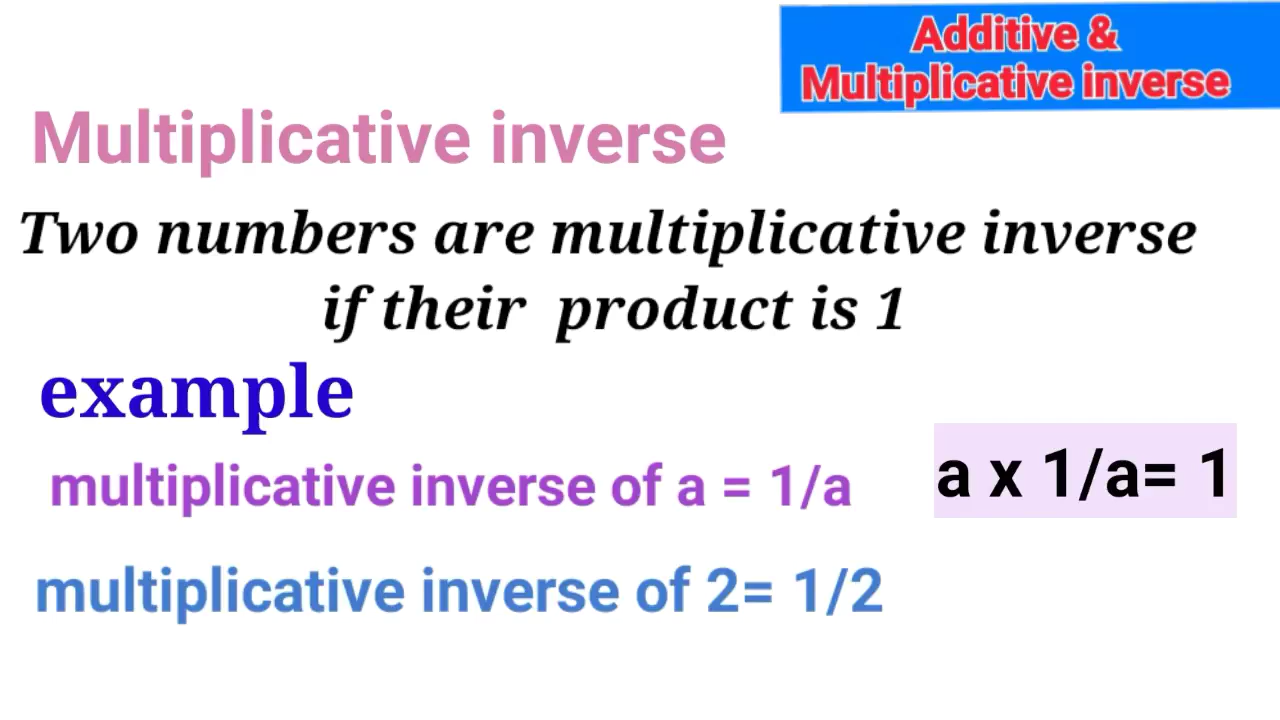 Additive &
Multiplicative inverse
Multiplicative inverse
Two numbers are multiplicative inverse
if their product is 1
example
multiplicative inverse of a = 1/a
a x 1/a= 1
multiplicative inverse of 2= 1/2